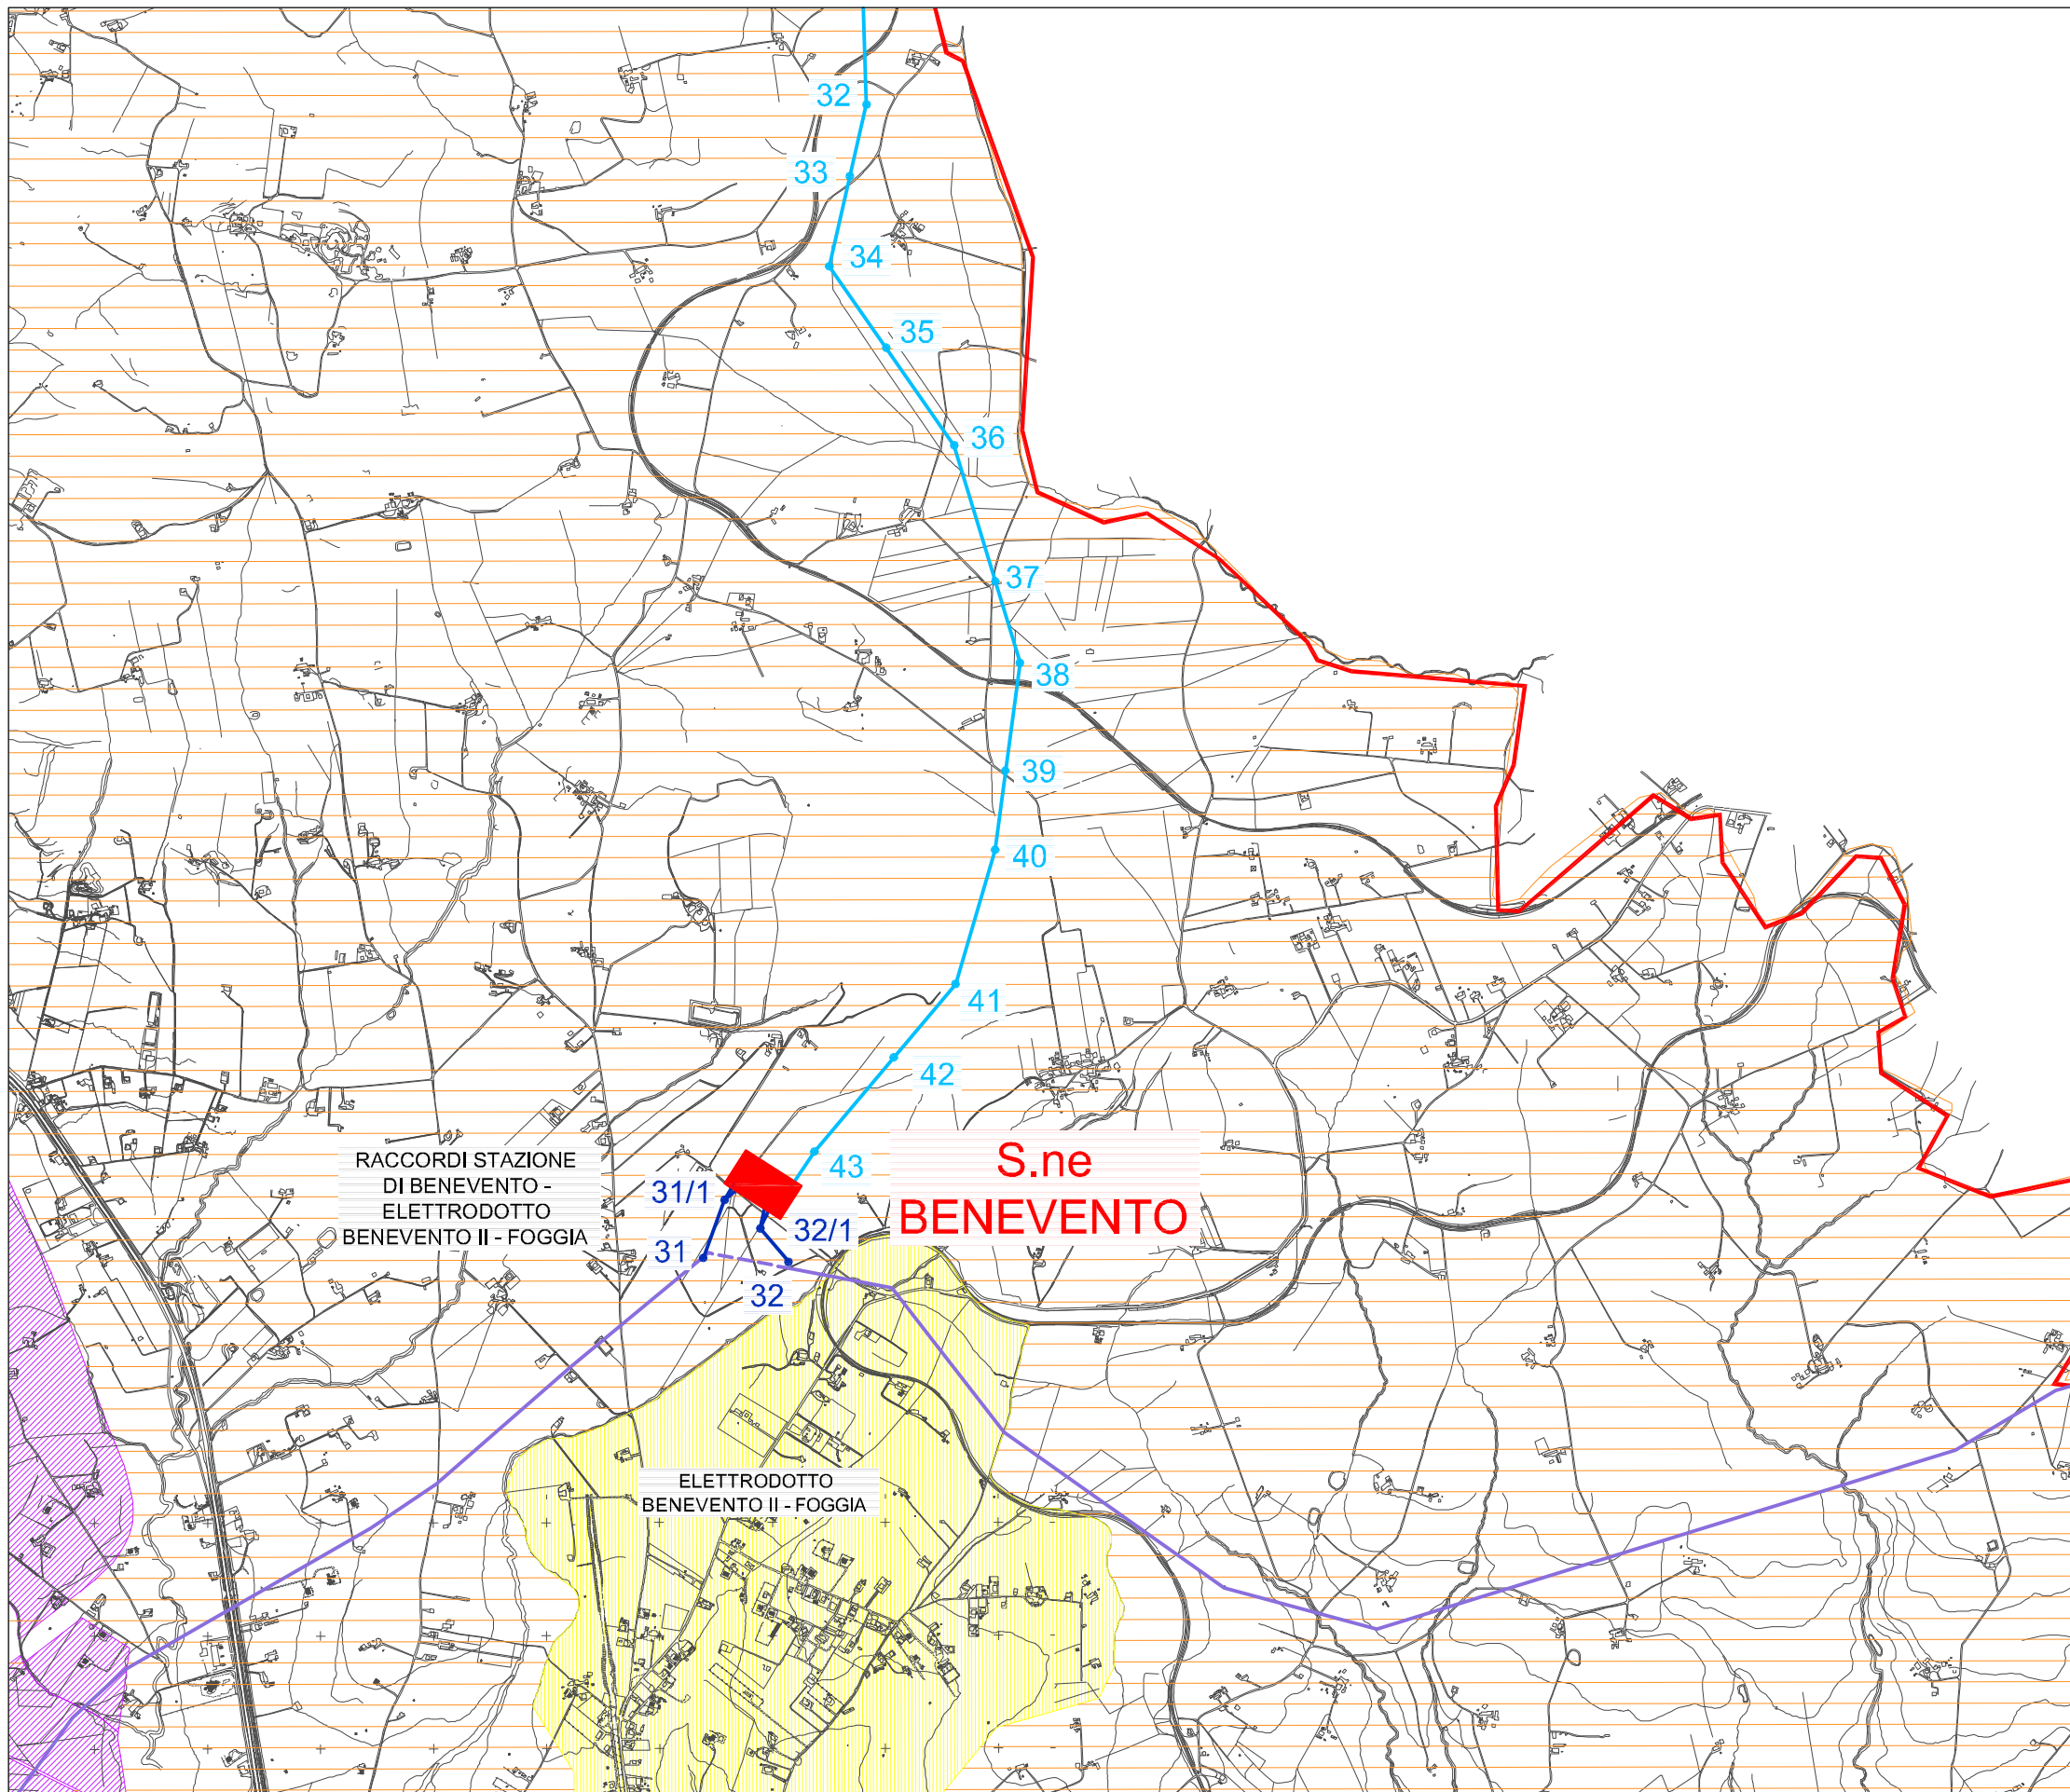 32
33
34
35
36
37
38
39
40
41
42
43
S.ne
BENEVENTO
RACCORDI STAZIONE
DI BENEVENTO -
ELETTRODOTTO
BENEVENTO II - FOGGIA
31/1
32/1
31
32
ELETTRODOTTO
BENEVENTO II - FOGGIA